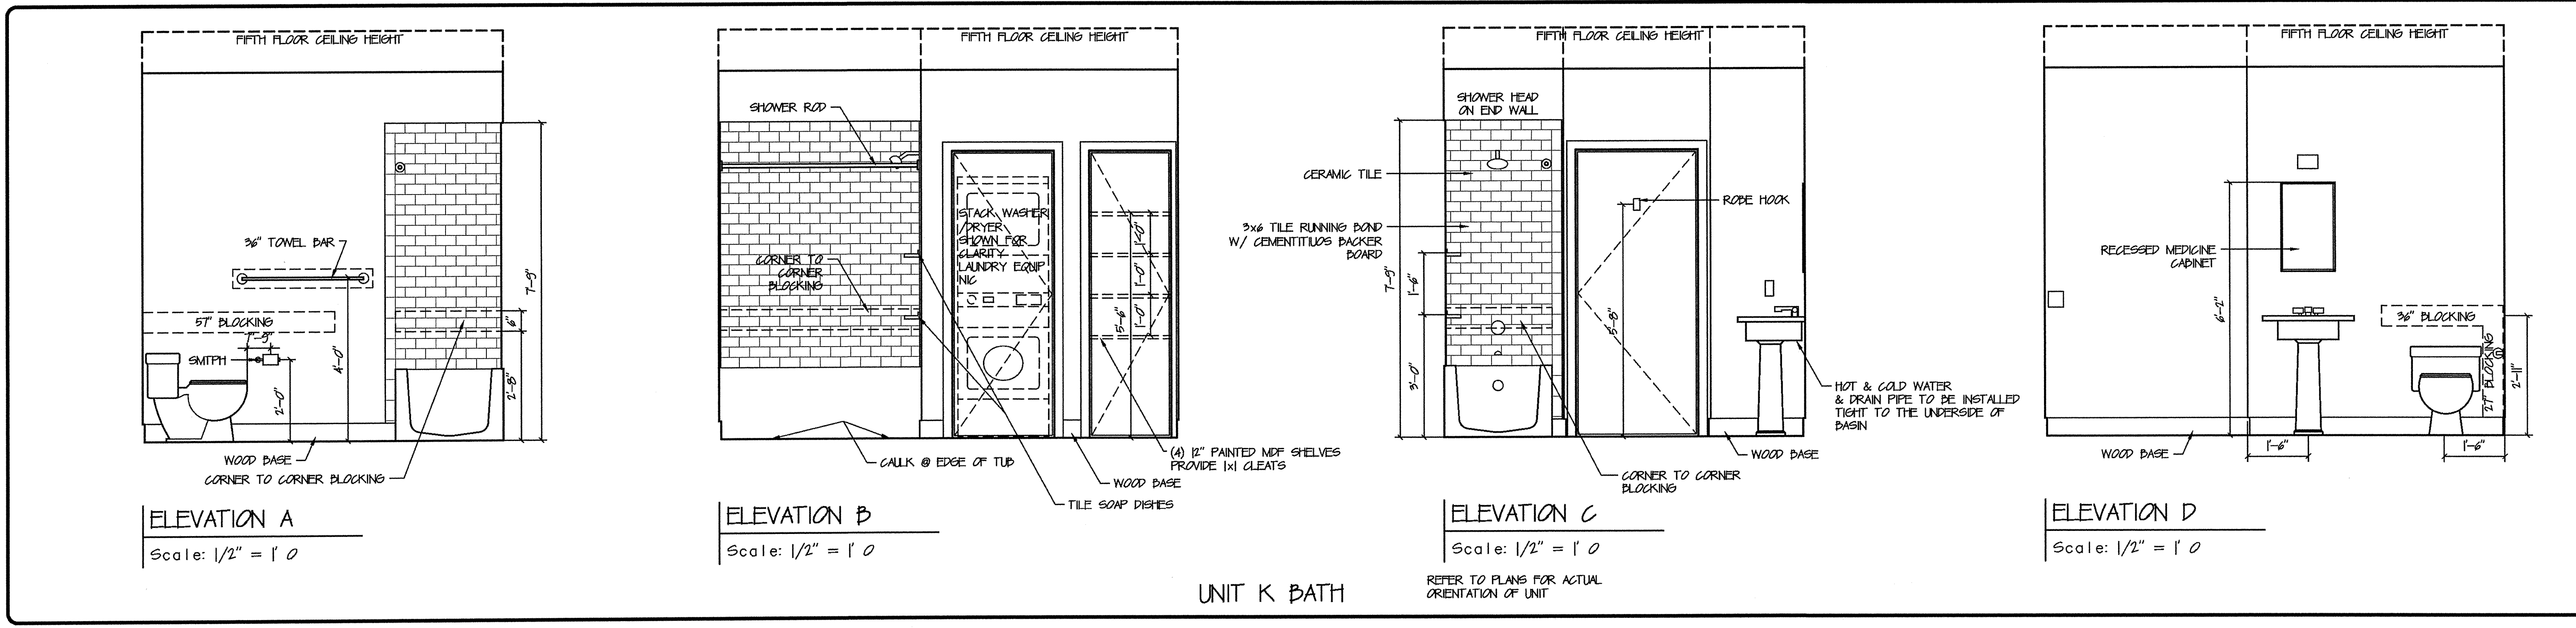 FIFTH FLOOR CEILING HEIGHT
36" TOWEL BAR
57" BLOCKING
1'-9"
SMTPH
2'-0"
4'-0"
7'-9"
6"
2'-8"
WOOD BASE
CORNER TO CORNER BLOCKING
ELEVATION A
Scale: 1/2" = 1' 0
FIFTH FLOOR CEILING HEIGHT
SHOWER ROD
STACK WASHER
/DRYER
SHOWN FOR
CLARITY
LAUNDRY EQUIP
NIC
CORNER TO
CORNER
BLOCKING
1'-0"
1'-0"
1'-0"
5'-6"
CAULK @ EDGE OF TUB
(4) 12" PAINTED MDF SHELVES
PROVIDE 1x1 CLEATS
WOOD BASE
TILE SOAP DISHES
ELEVATION B
Scale: 1/2" = 1' 0
FIFTH FLOOR CEILING HEIGHT
SHOWER HEAD
ON END WALL
CERAMIC TILE
3x6 TILE RUNNING BOND
W/ CEMENTITIUOS BACKER
BOARD
7'-9"
1'-6"
3'-0"
5'-8"
ROBE HOOK
HOT & COLD WATER
& DRAIN PIPE TO BE INSTALLED
TIGHT TO THE UNDERSIDE OF
BASIN
WOOD BASE
CORNER TO CORNER
BLOCKING
ELEVATION C
Scale: 1/2" = 1' 0
REFER TO PLANS FOR ACTUAL
ORIENTATION OF UNIT
FIFTH FLOOR CEILING HEIGHT
RECESSED MEDICINE
CABINET
6'-2"
36" BLOCKING
27" BLOCKING
2'-11"
WOOD BASE
1'-6"
1'-6"
ELEVATION D
Scale: 1/2" = 1' 0
UNIT K BATH